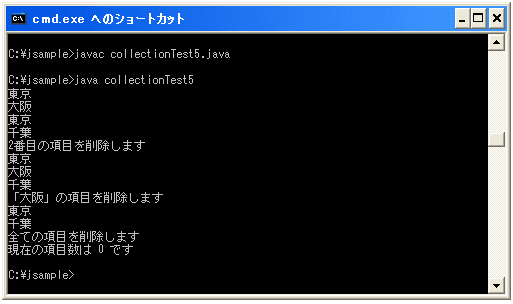 cmd.exe へのショートカット
C:¥jsample>javac collectionTest5.java
C:¥jsample>java collectionTest5
東京
大阪
東京
千葉
2番目の項目を削除します
東京
大阪
千葉
「大阪」の項目を削除します
東京
千葉
全ての項目を削除します
現在の項目数は 0 です
C:¥jsample>